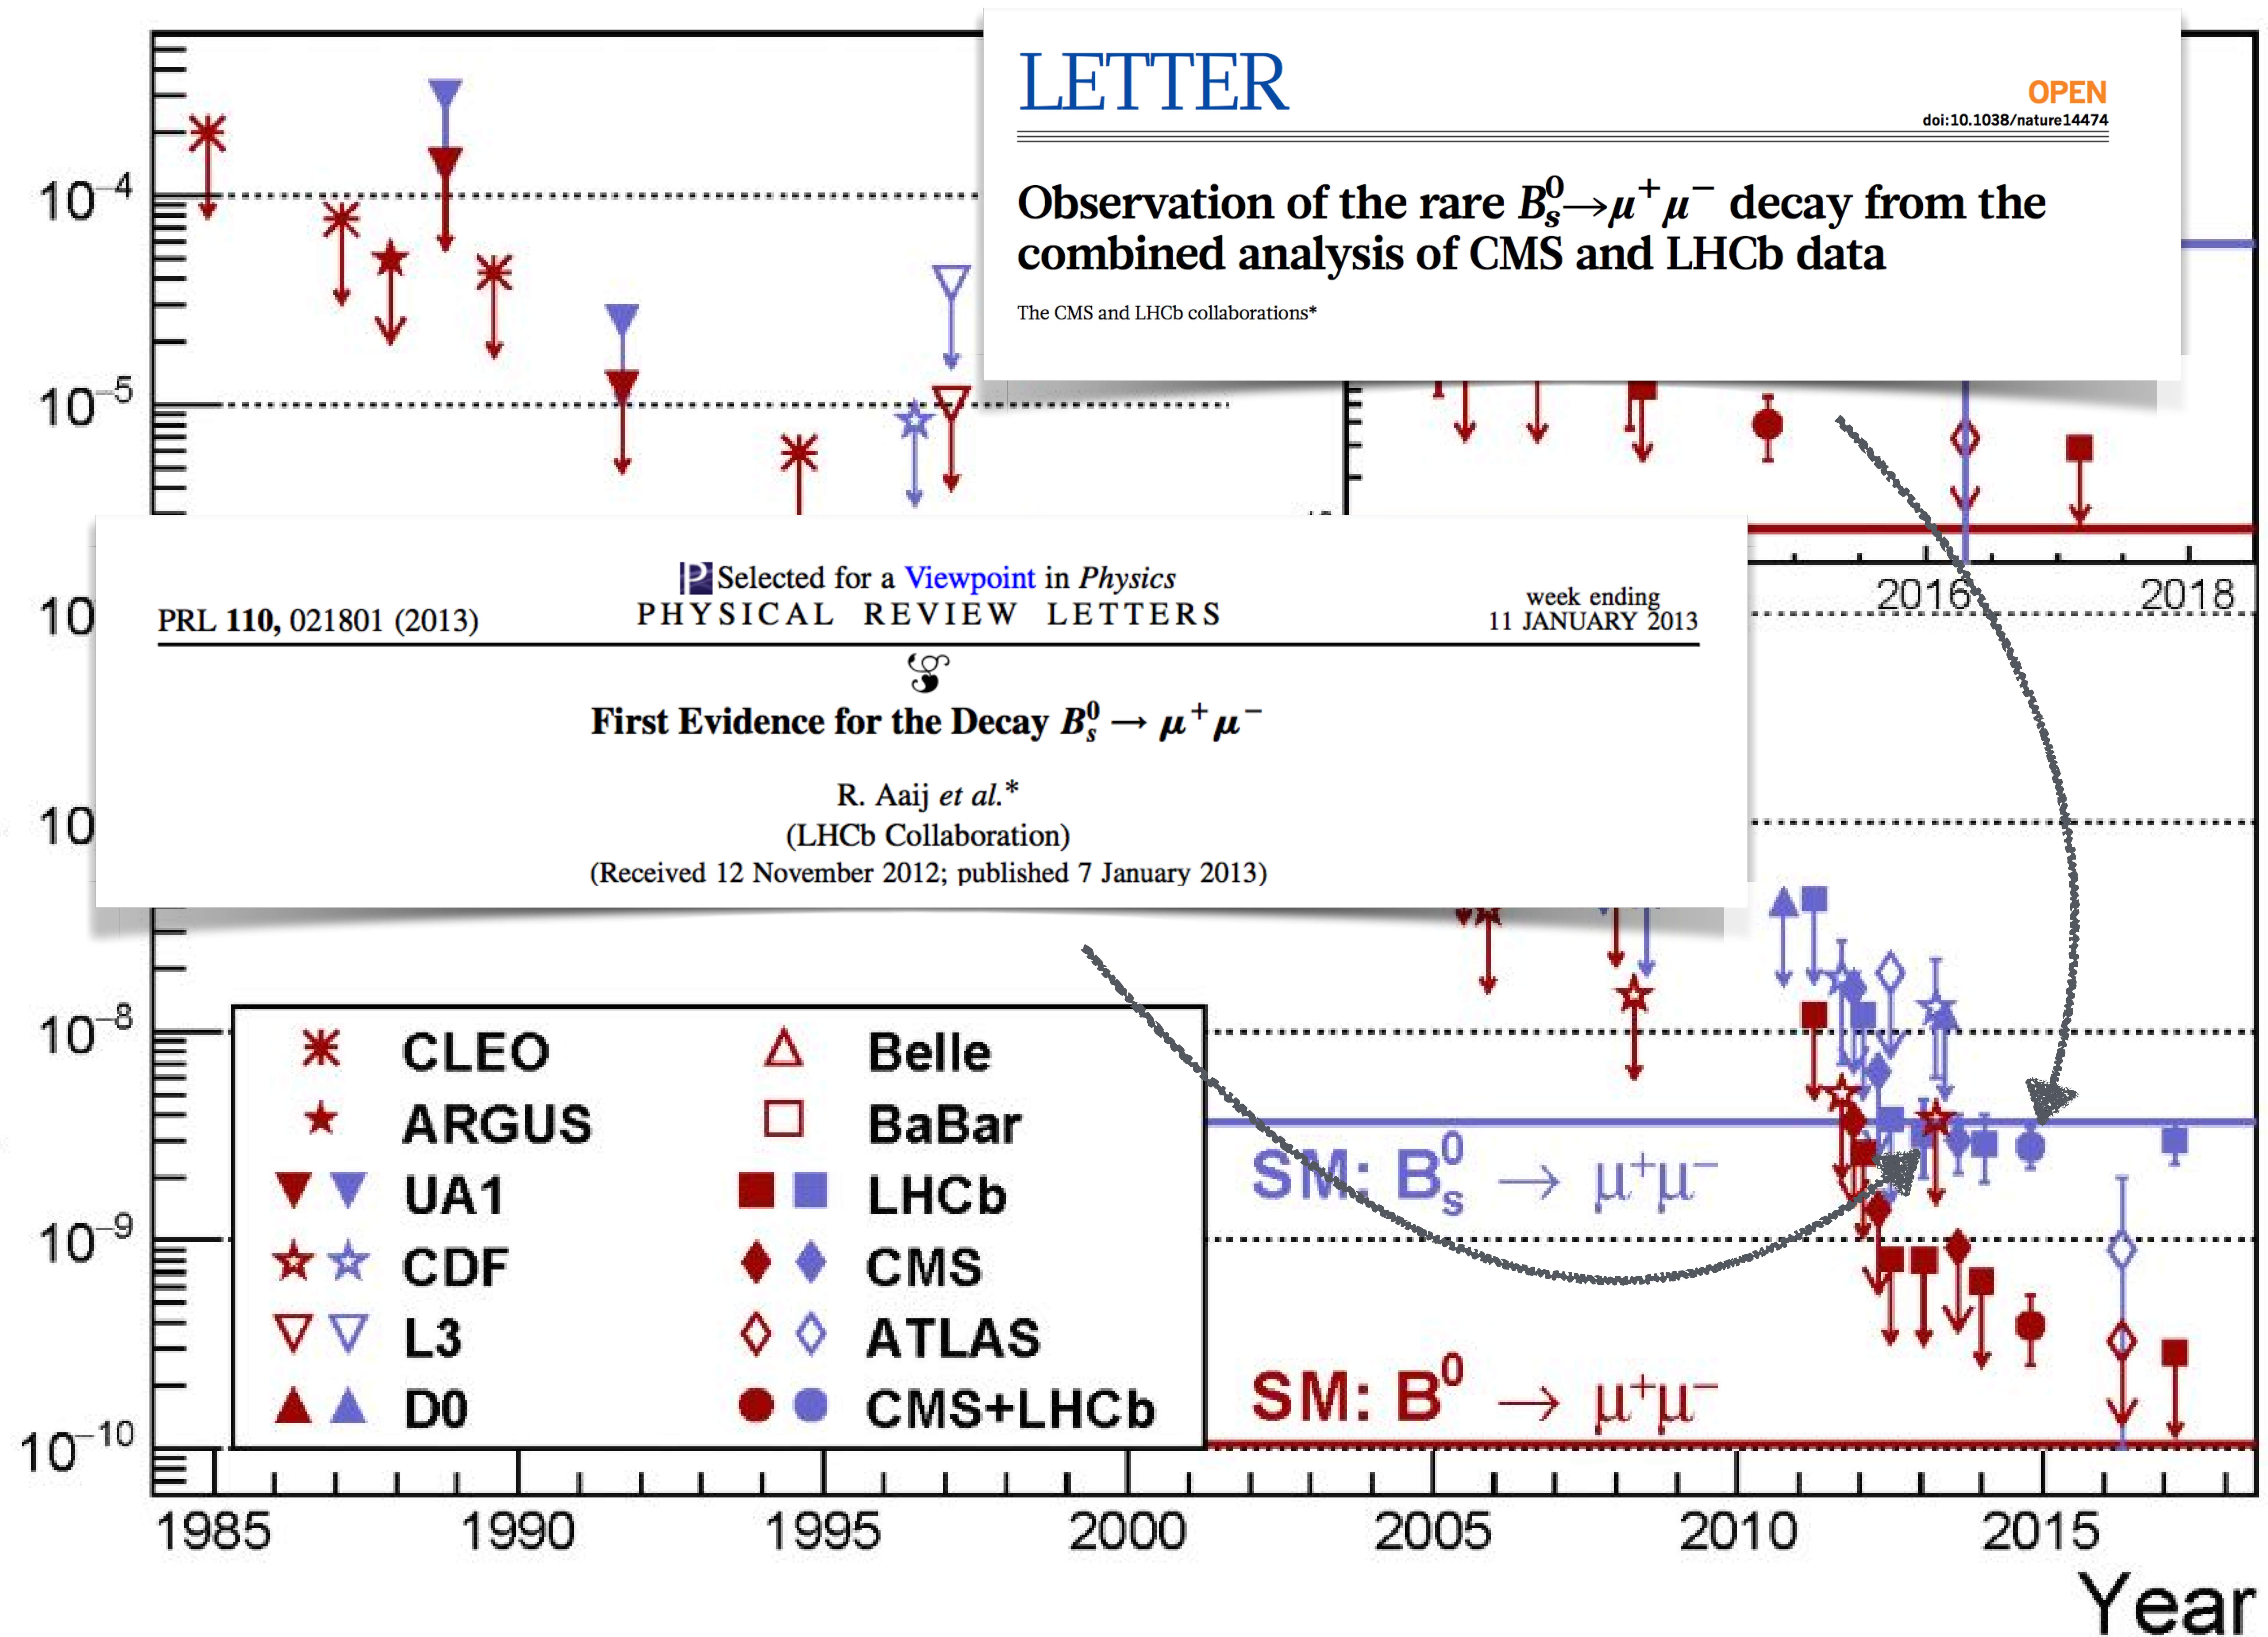 LETTER
OPEN
doi:10.1038/nature14474
Observation of the rare B⁰ₛ→μ⁺μ⁻ decay from the
combined analysis of CMS and LHCb data
The CMS and LHCb collaborations*
10⁻⁴
10⁻⁵
2016
2018
10
Selected for a Viewpoint in Physics
PHYSICAL REVIEW LETTERS
PRL 110, 021801 (2013)
week ending
11 JANUARY 2013
First Evidence for the Decay B⁰ₛ → μ⁺μ⁻
R. Aaij et al.*
(LHCb Collaboration)
(Received 12 November 2012; published 7 January 2013)
10
10⁻⁸
CLEO
ARGUS
UA1
CDF
L3
D0
Belle
BaBar
LHCb
CMS
ATLAS
CMS+LHCb
SM: B⁰ₛ → μ⁺μ⁻
10⁻⁹
SM: B⁰ → μ⁺μ⁻
10⁻¹⁰
1985 1990 1995 2000 2005 2010 2015
Year